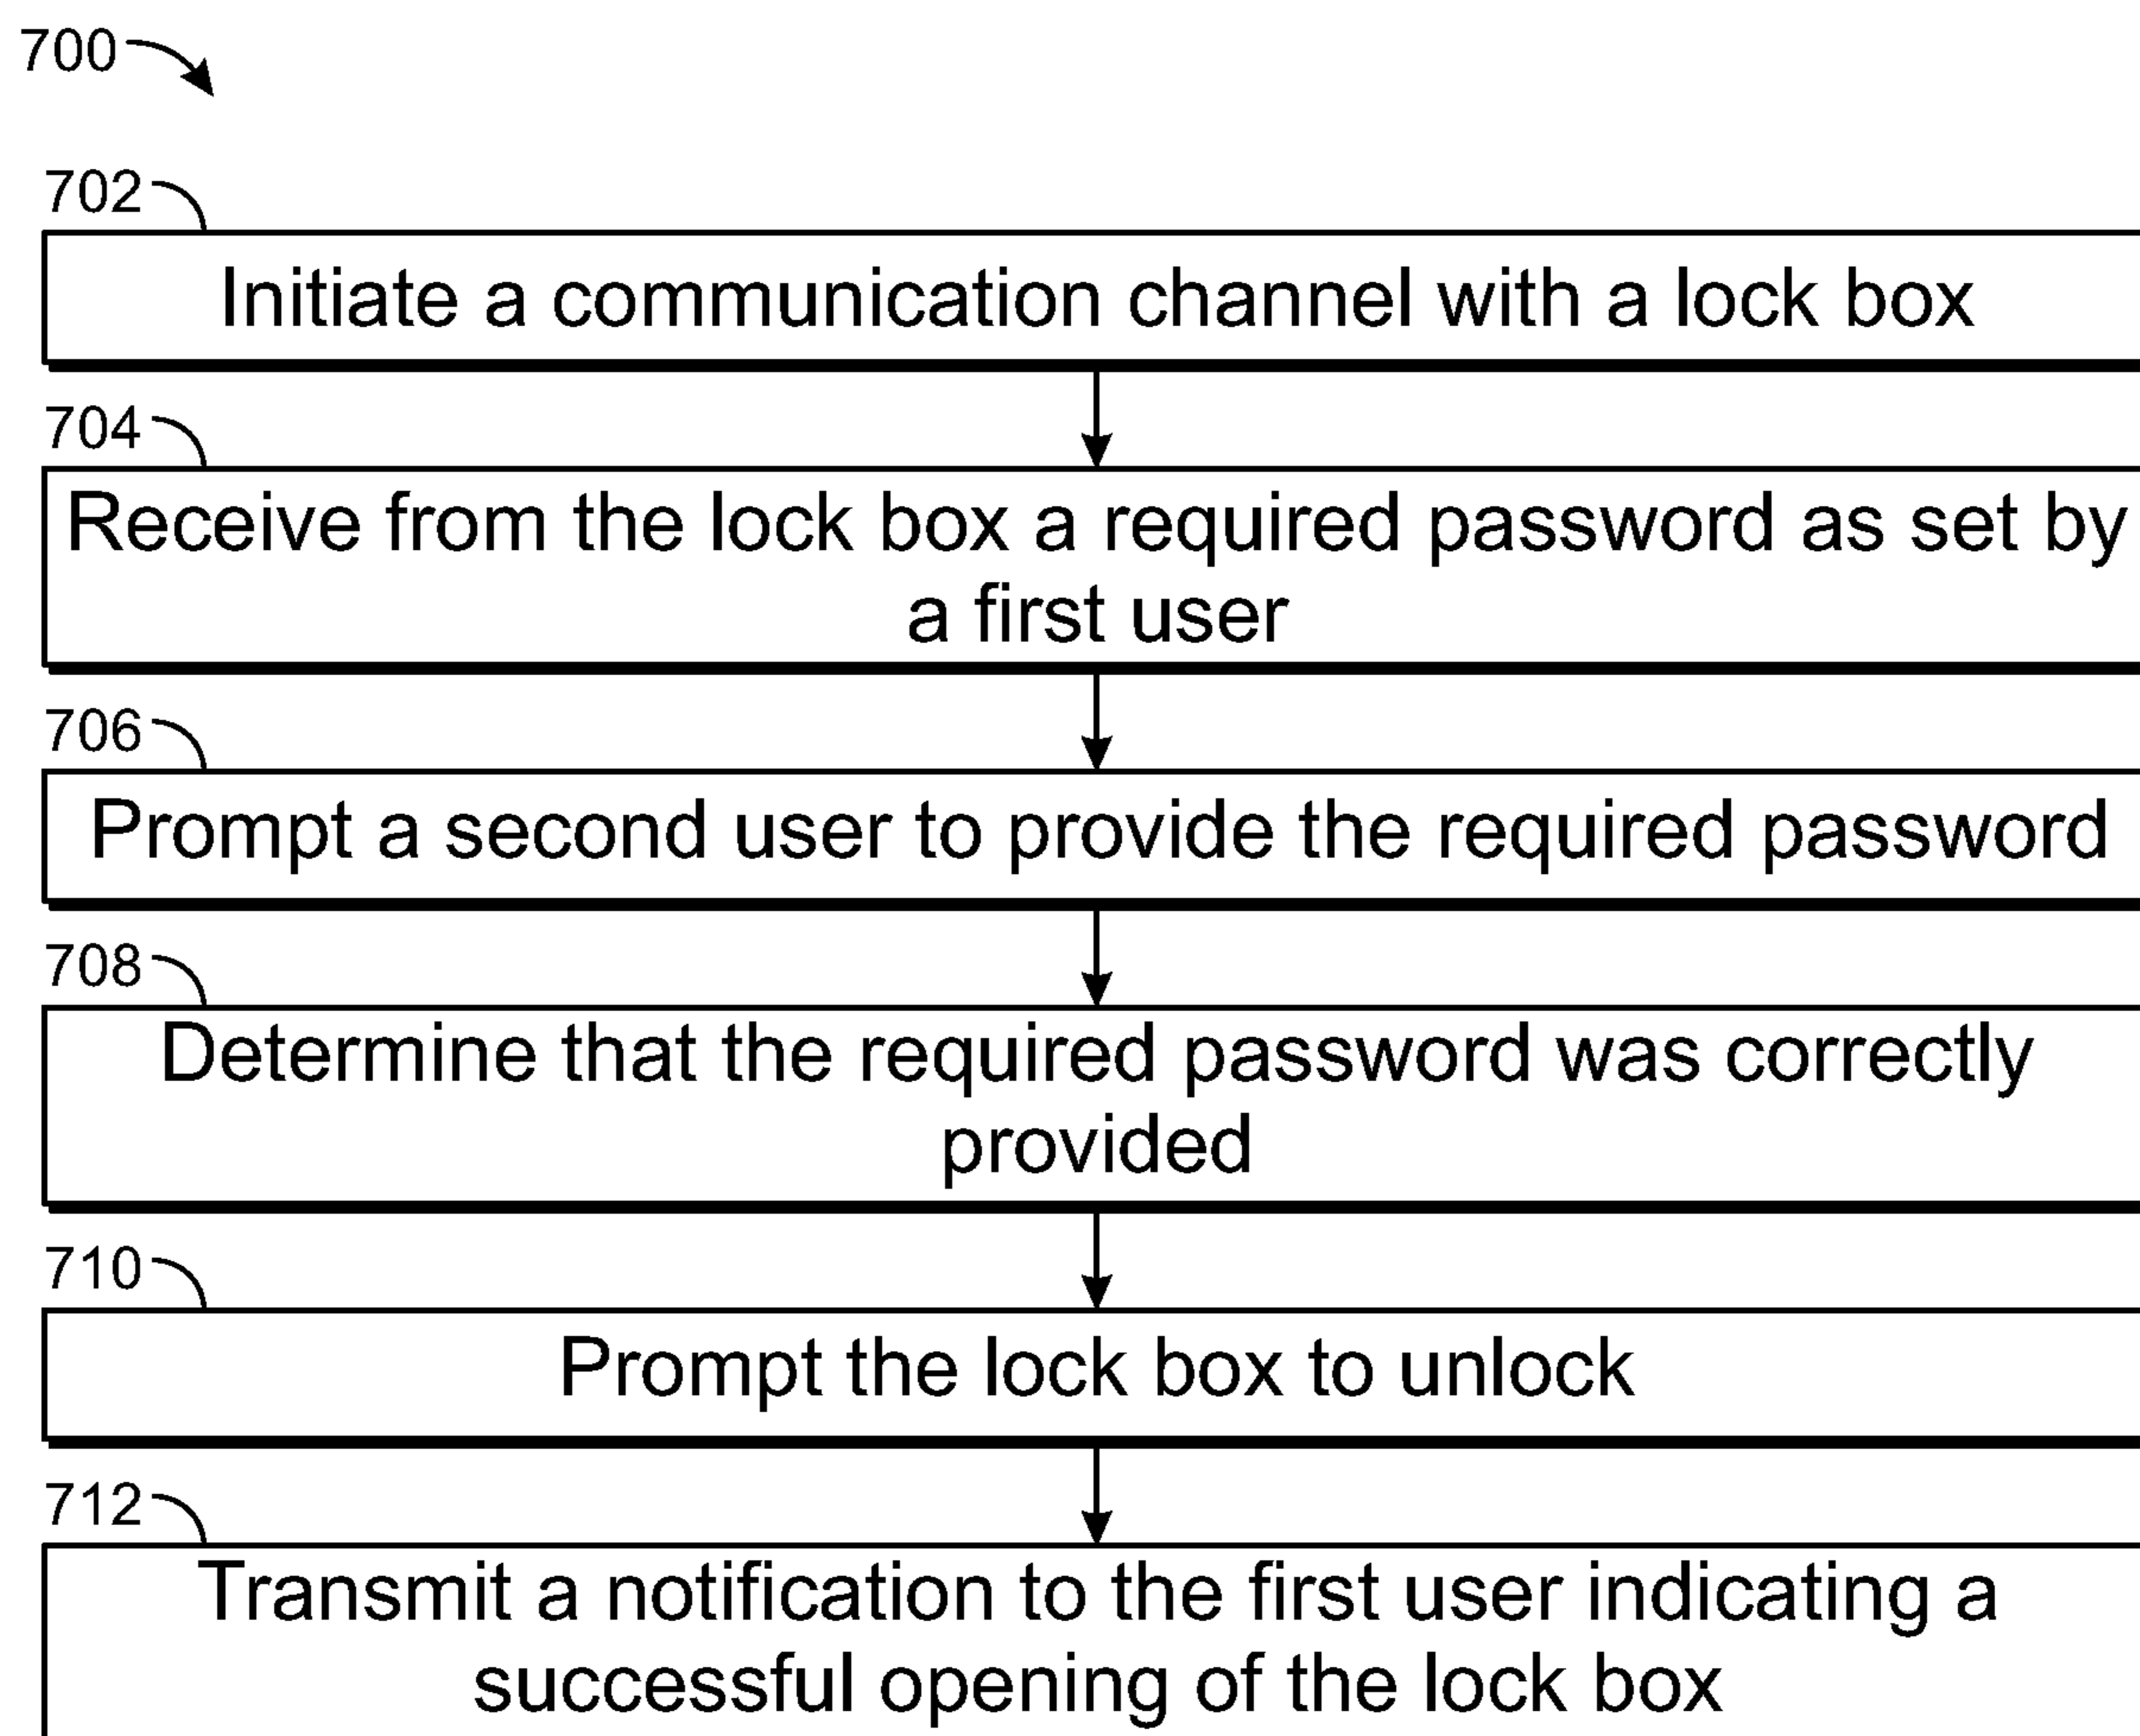 700
702
Initiate a communication channel with a lock box
704
Receive from the lock box a required password as set by
a first user
706
Prompt a second user to provide the required password
708
Determine that the required password was correctly
provided
710
Prompt the lock box to unlock
712
Transmit a notification to the first user indicating a
successful opening of the lock box